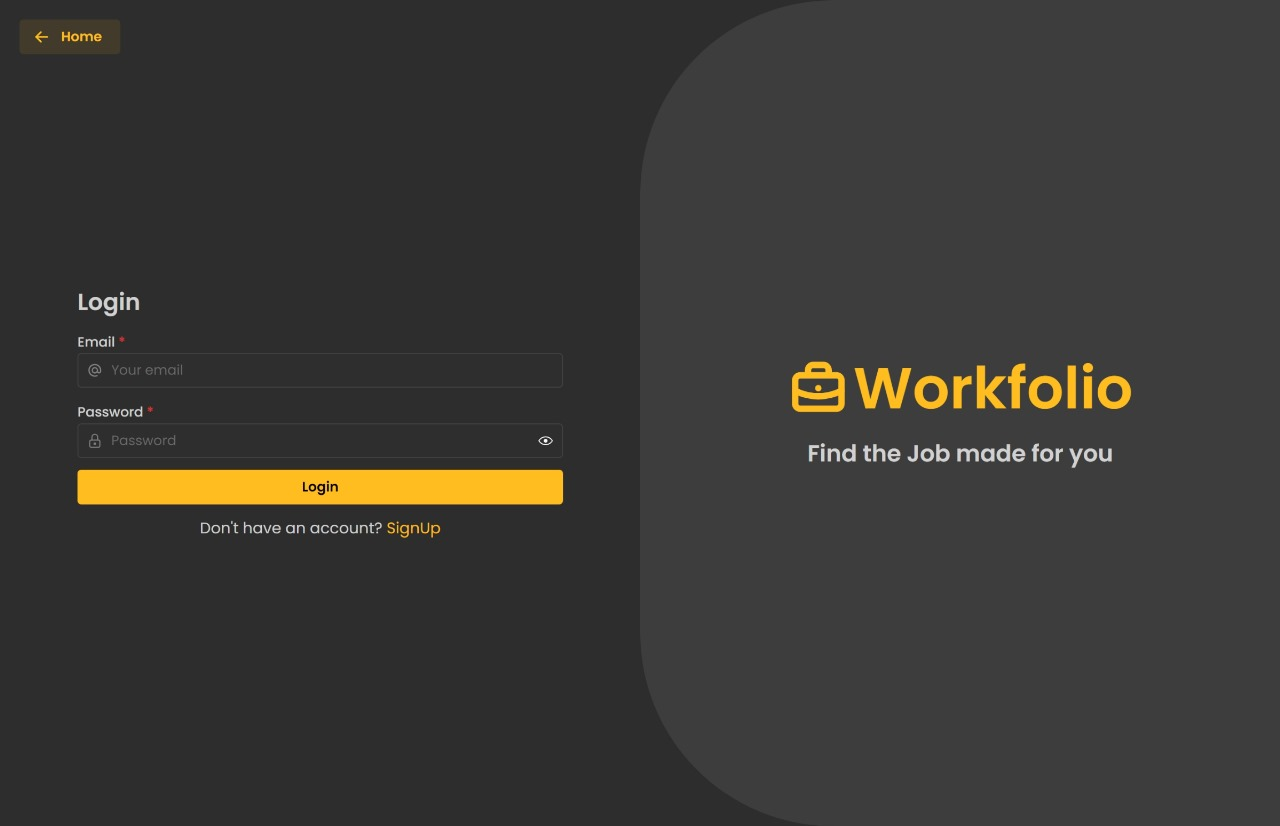 Home
Login
Email *
Your email
Password *
Password
Login
Don't have an account? SignUp
Workfolio
Find the Job made for you